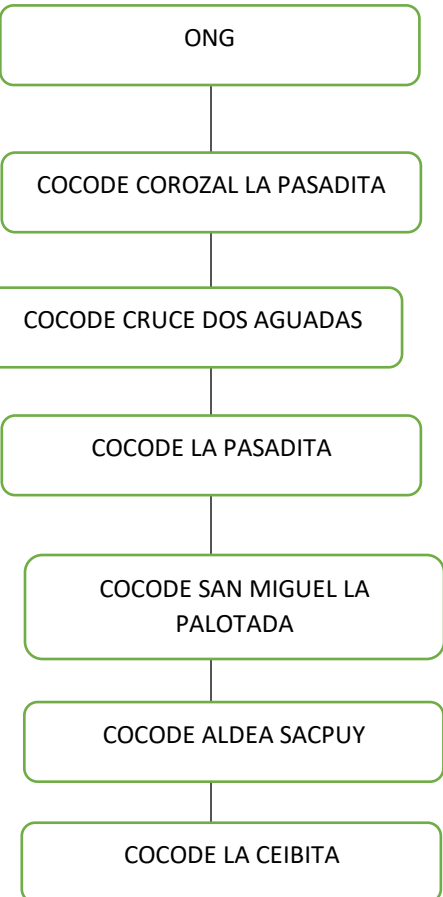 ONG
COCODE COROZAL LA PASADITA
COCODE CRUCE DOS AGUADAS
COCODE LA PASADITA
COCODE SAN MIGUEL LA
PALOTADA
COCODE ALDEA SACPUY
COCODE LA CEIBITA